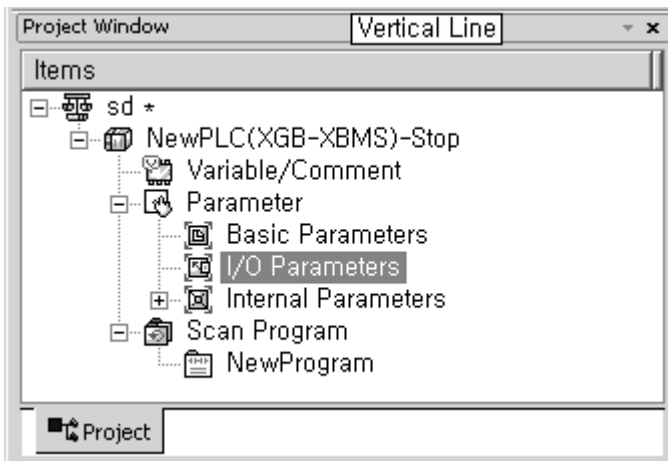 Project Window
Vertical Line
Items
sd *
NewPLC(XGB-XBMS)-Stop
Variable/Comment
Parameter
Basic Parameters
I/O Parameters
Internal Parameters
Scan Program
NewProgram
Project